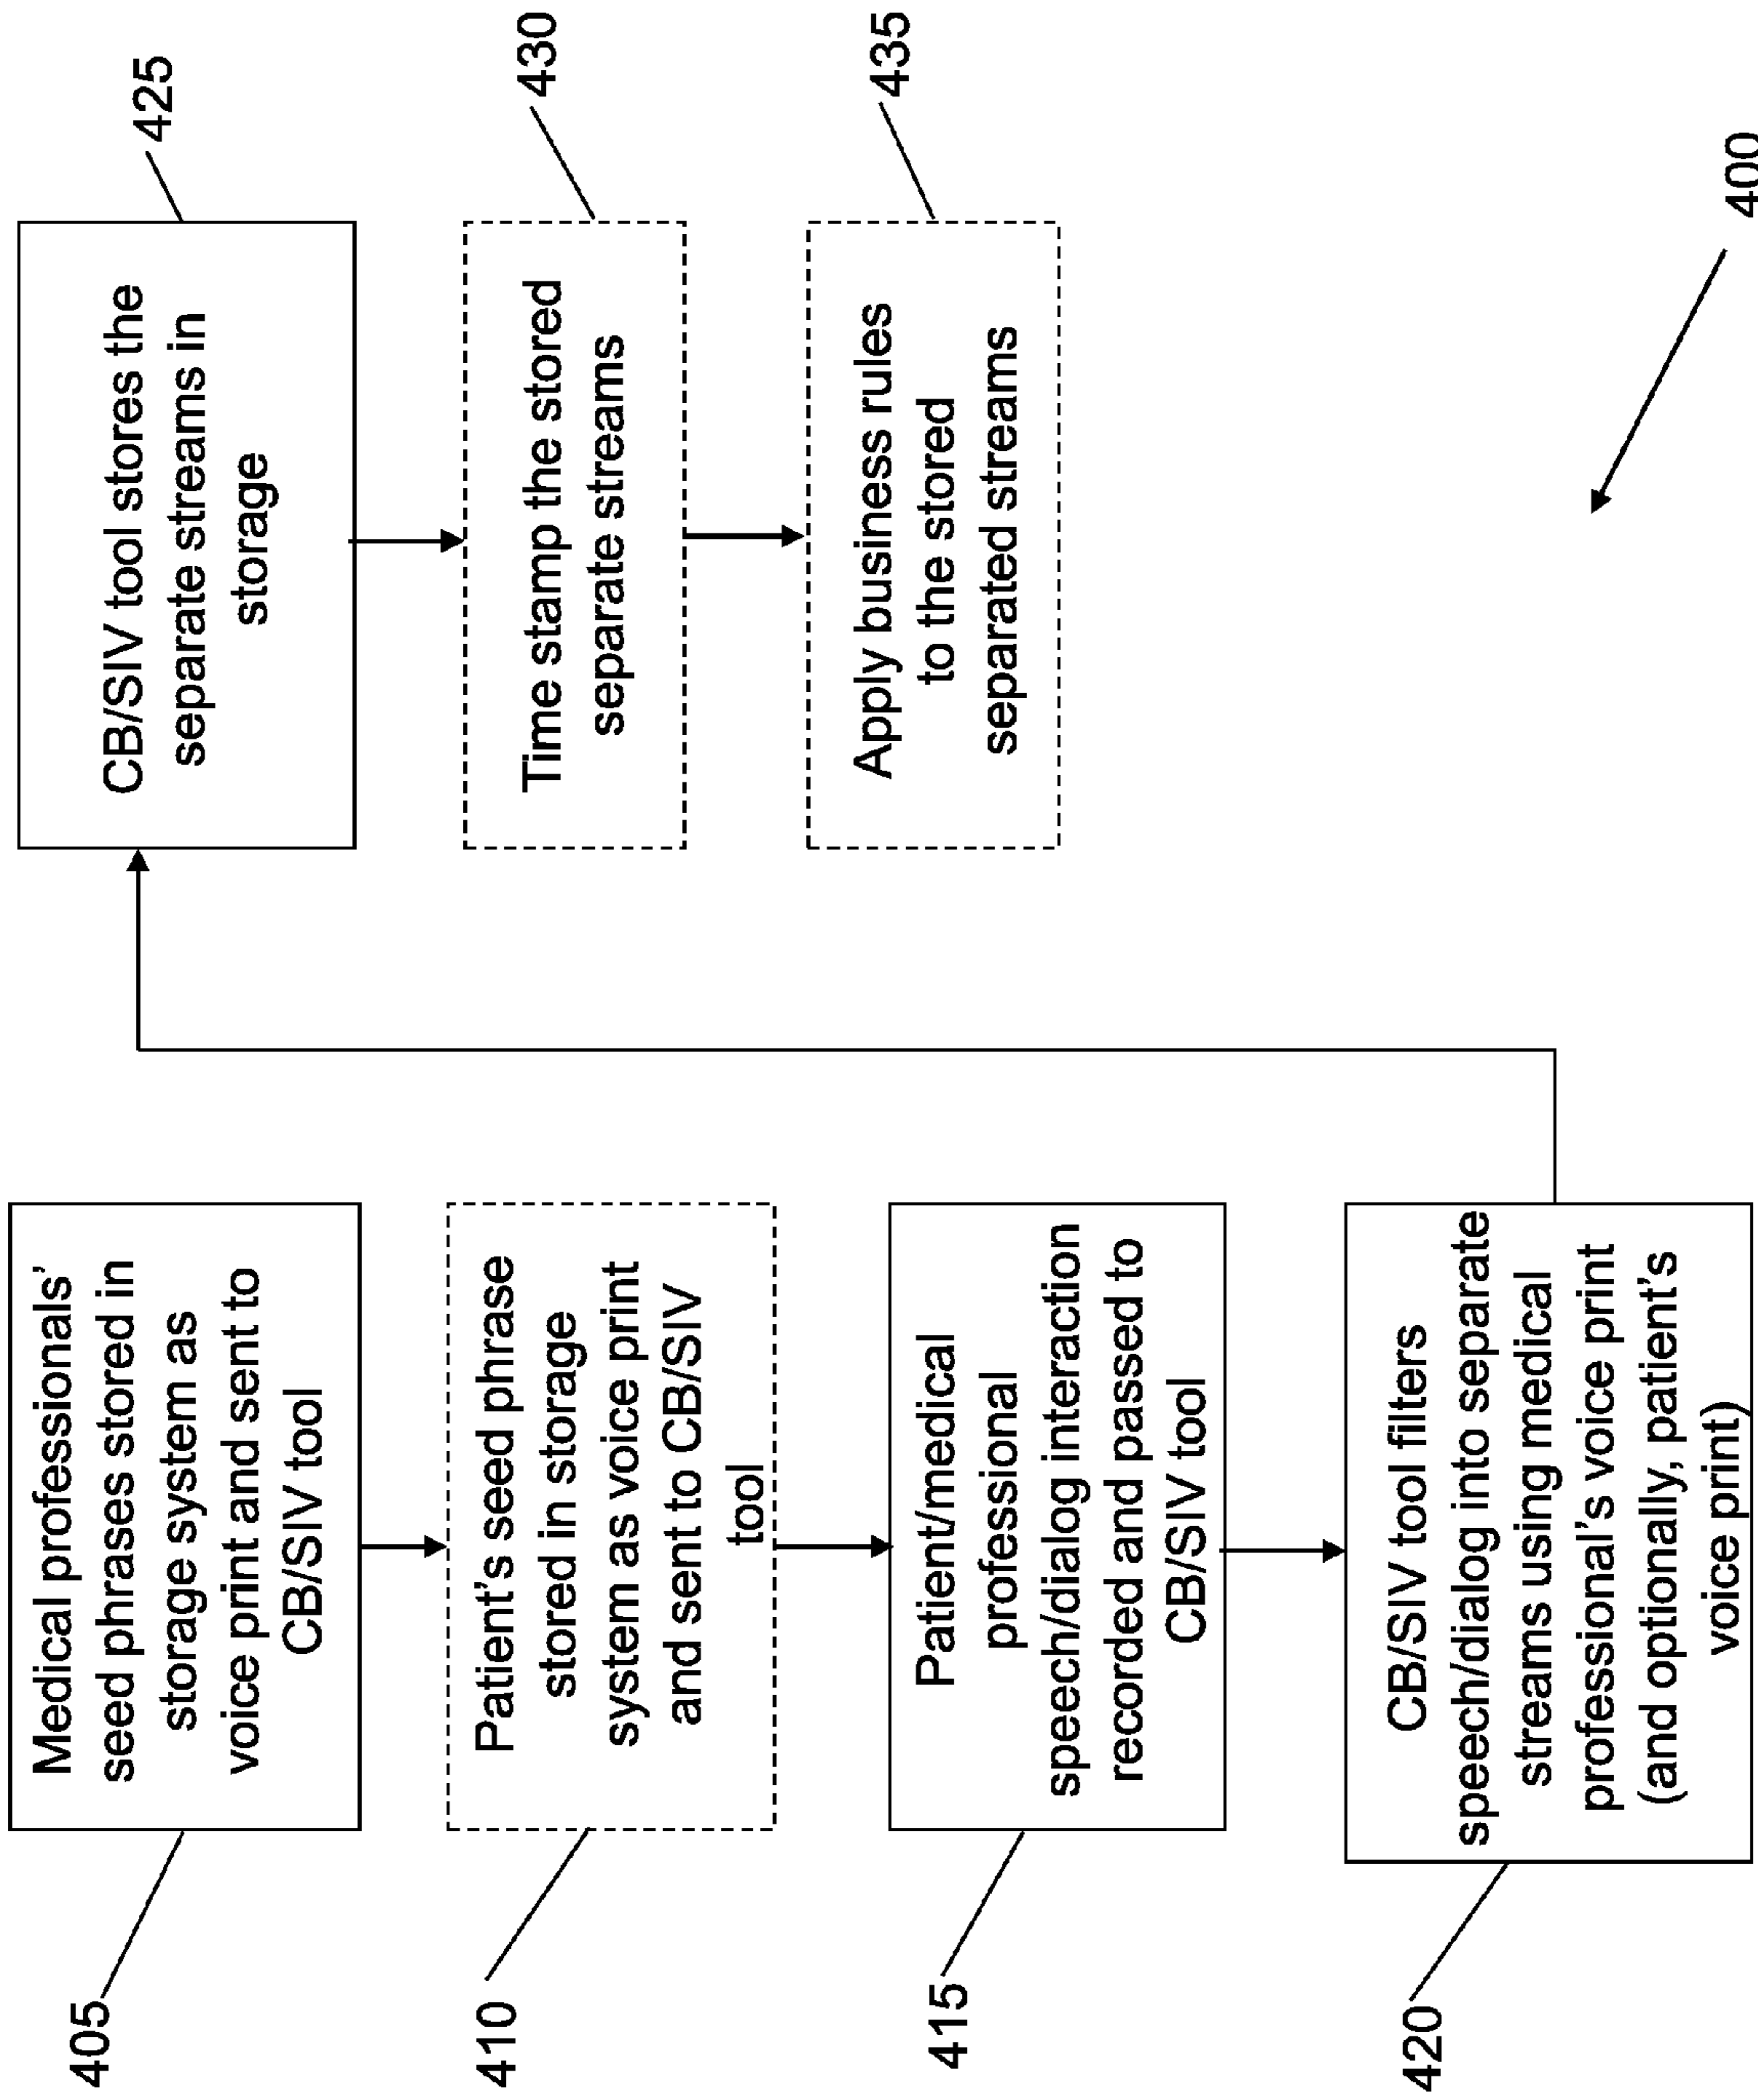 405
Medical professionals'
seed phrases stored in
storage system as
voice print and sent to
CB/SIV tool
410
Patient's seed phrase
stored in storage
system as voice print
and sent to CB/SIV
tool
415
Patient/medical
professional
speech/dialog interaction
recorded and passed to
CB/SIV tool
420
CB/SIV tool filters
speech/dialog into separate
streams using medical
professional's voice print
(and optionally, patient's
voice print)
CB/SIV tool stores the
separate streams in
storage
425
Time stamp the stored
separate streams
430
Apply business rules
to the stored
separated streams
435
400